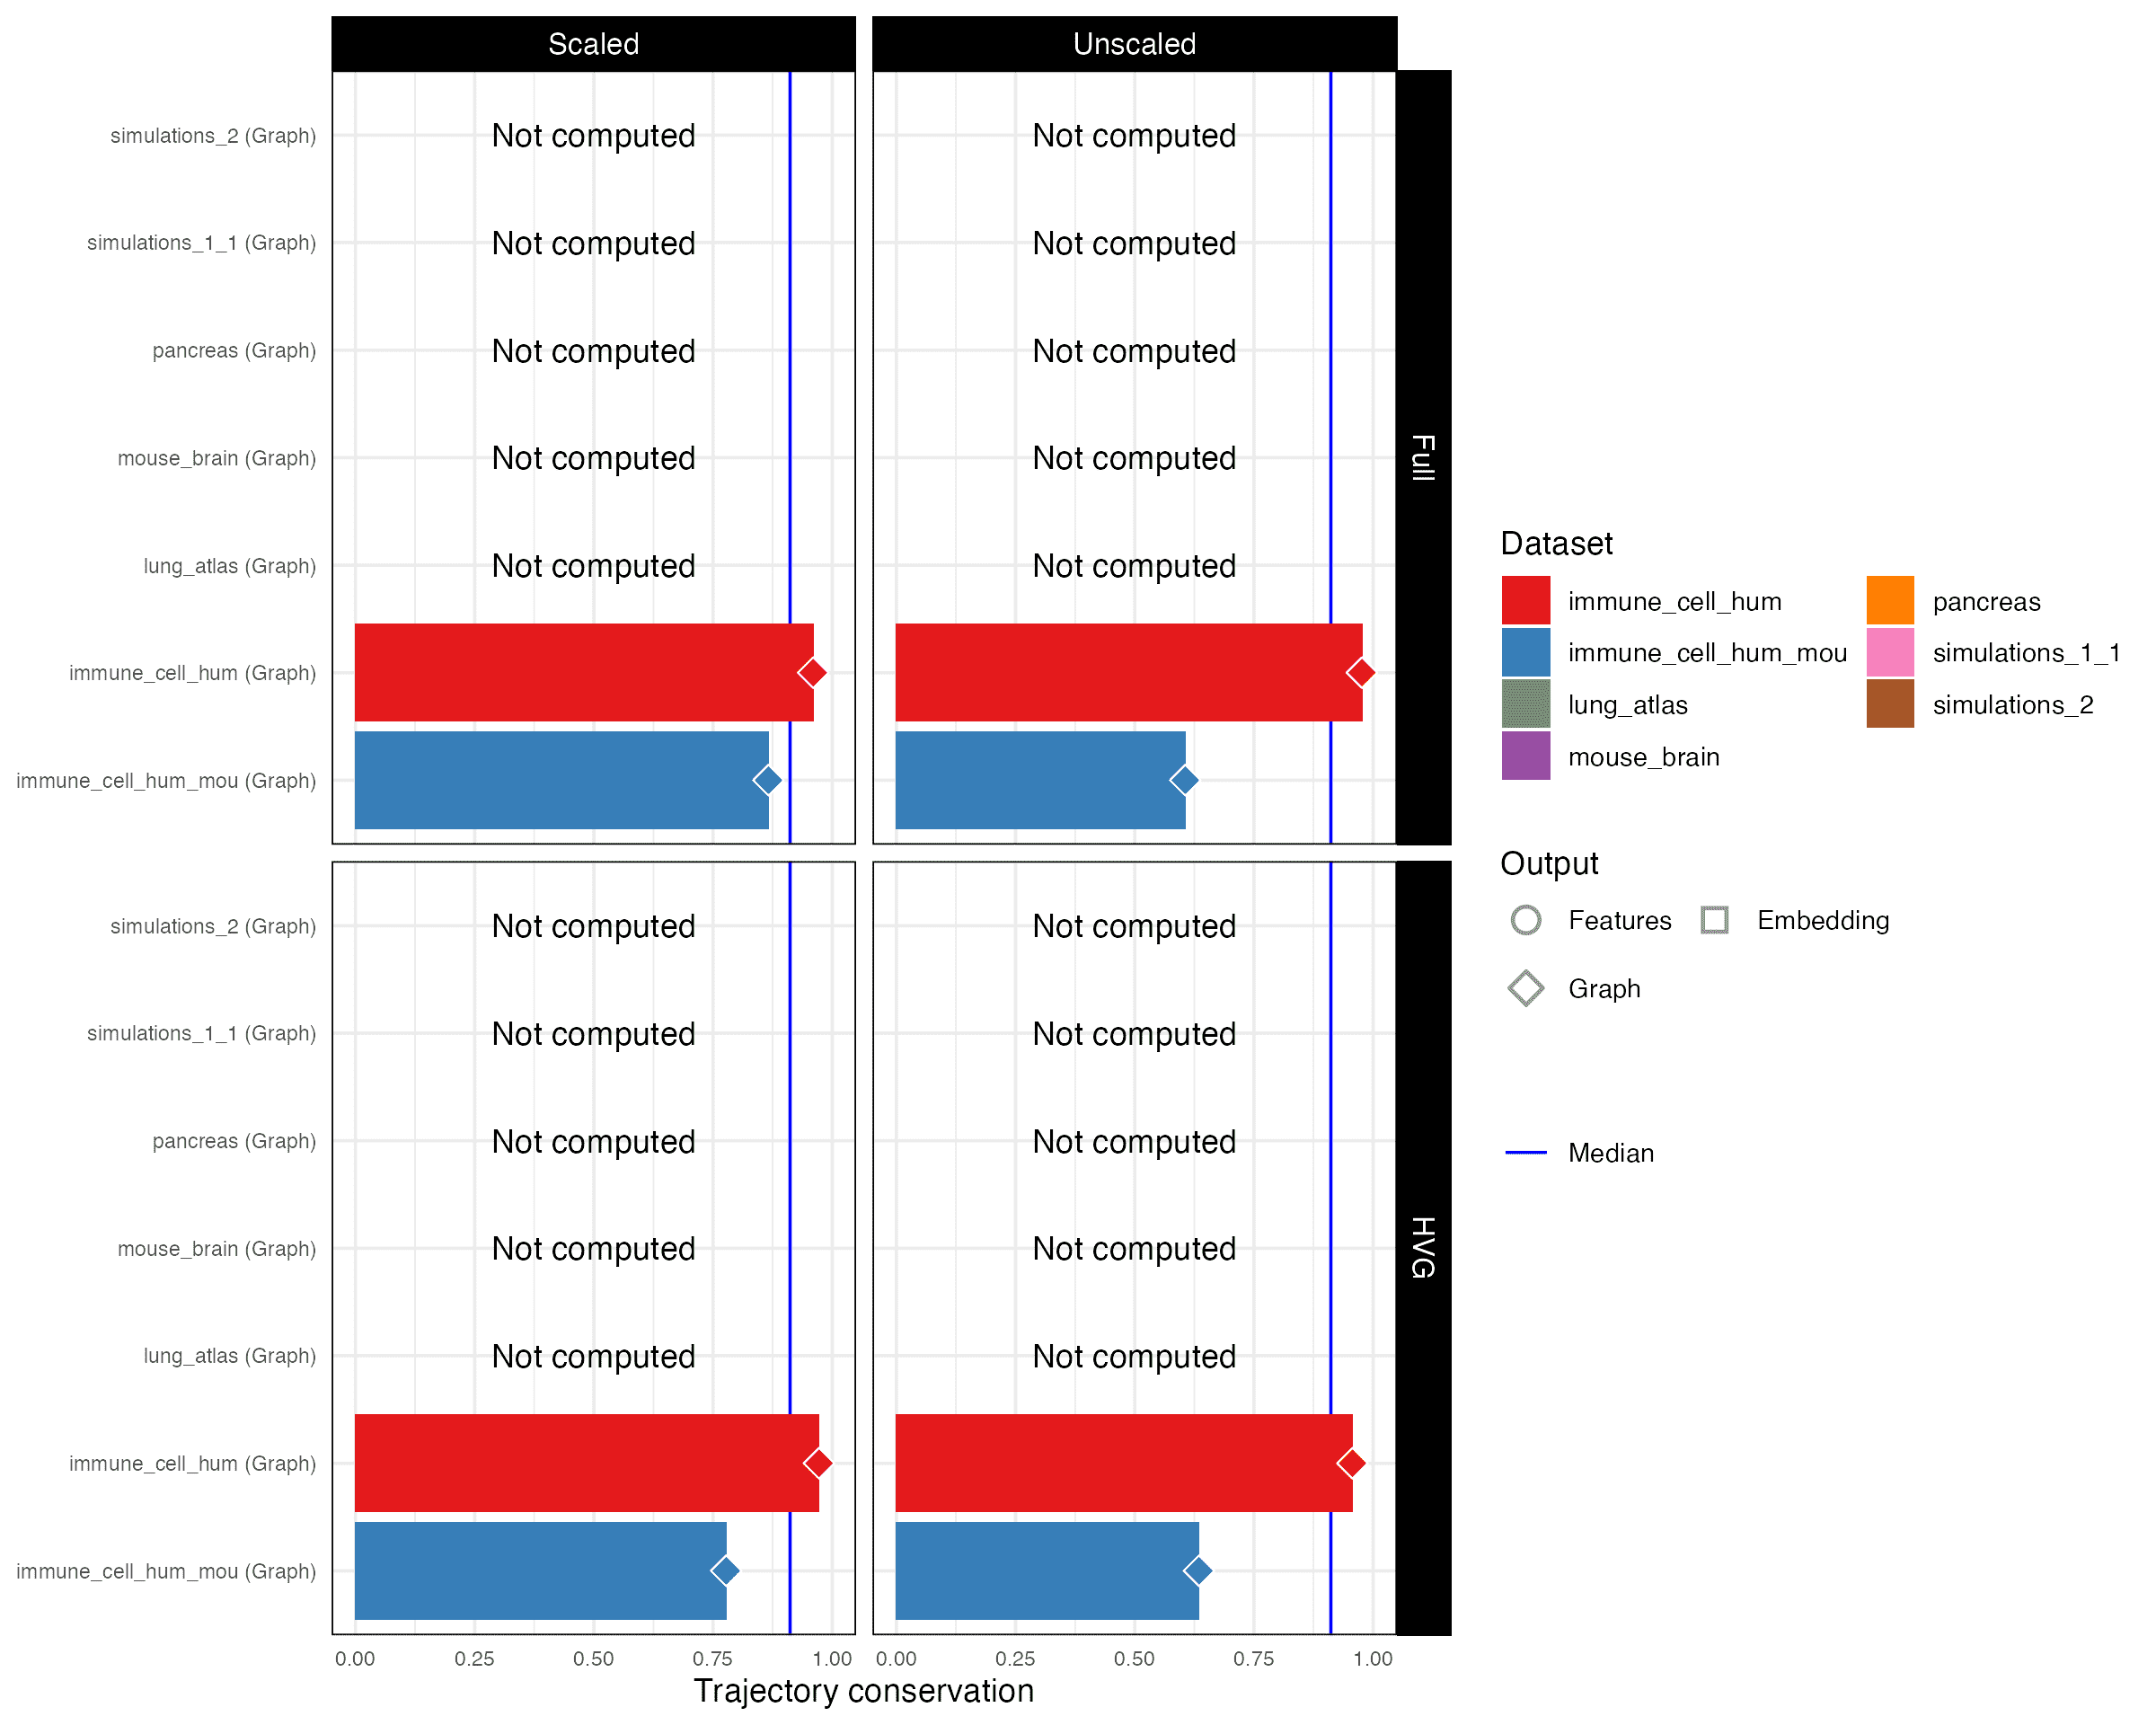 Scaled
Unscaled
simulations_2 (Graph)
Not computed
Not computed
simulations_1_1 (Graph)
Not computed
Not computed
pancreas (Graph)
Not computed
Not computed
mouse_brain (Graph)
Not computed
Not computed
lung_atlas (Graph)
Not computed
Not computed
immune_cell_hum (Graph)
immune_cell_hum_mou (Graph)
Full
simulations_2 (Graph)
Not computed
Not computed
simulations_1_1 (Graph)
Not computed
Not computed
pancreas (Graph)
Not computed
Not computed
mouse_brain (Graph)
Not computed
Not computed
lung_atlas (Graph)
Not computed
Not computed
immune_cell_hum (Graph)
immune_cell_hum_mou (Graph)
HVG
0.00 0.25 0.50 0.75 1.00
0.00 0.25 0.50 0.75 1.00
Trajectory conservation
Dataset
immune_cell_hum
immune_cell_hum_mou
lung_atlas
mouse_brain
pancreas
simulations_1_1
simulations_2
Output
Features
Embedding
Graph
Median